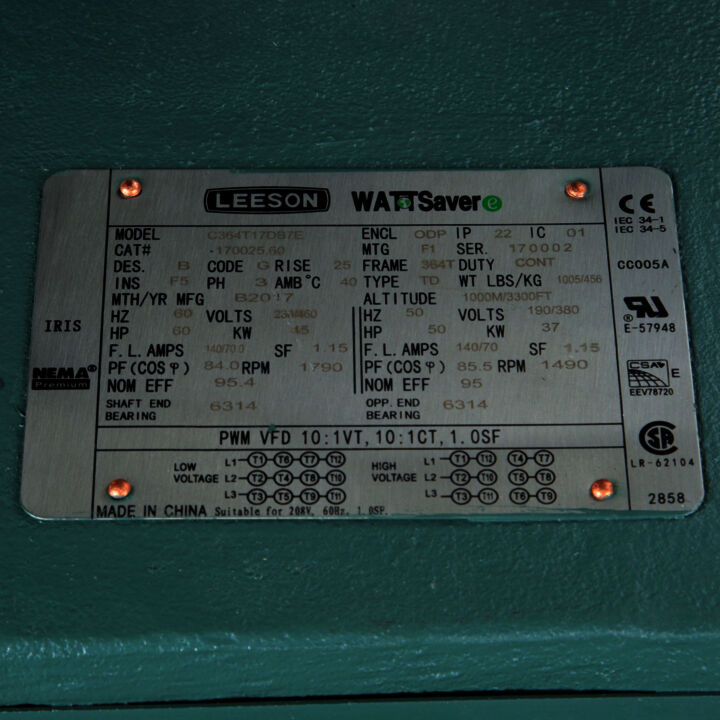 LEESON WATTSaver e
MODEL C364T17DB7E ENCL ODP IP 22 IC 01
CAT# -170025.60 MTG F1 SER. 170002
DES. B CODE G RISE 25 FRAME 364T DUTY CONT
INS F5 PH 3 AMB°C 40 TYPE TD WT LBS/KG 1005/456
MTH/YR MFG B2017 ALTITUDE 1000M/3300FT
HZ 60 VOLTS 230/460 HZ 50 VOLTS 190/380
HP 60 KW 45 HP 50 KW 37
F.L. AMPS 140/70.0 SF 1.15 F.L. AMPS 140/70 SF 1.15
PF(COS φ) 84.0 RPM 1790 PF(COS φ) 85.5 RPM 1490
NOM EFF 95.4 NOM EFF 95
SHAFT END BEARING 6314 OPP. END BEARING 6314
PWM VFD 10:1VT, 10:1CT, 1.0SF
LOW VOLTAGE
L1 T1 T6 T7 T12
L2 T2 T4 T8 T10
L3 T3 T5 T9 T11
HIGH VOLTAGE
L1 T1 T12 T4 T7
L2 T2 T10 T5 T8
L3 T3 T11 T6 T9
MADE IN CHINA Suitable for 208V, 60Hz, 1.0SF.
IRIS
NEMA®
Premium
CE
IEC 34-1
IEC 34-5
CC005A
® UR
E-57948
CSA E
EEV78720
CSA
LR-62104
2858